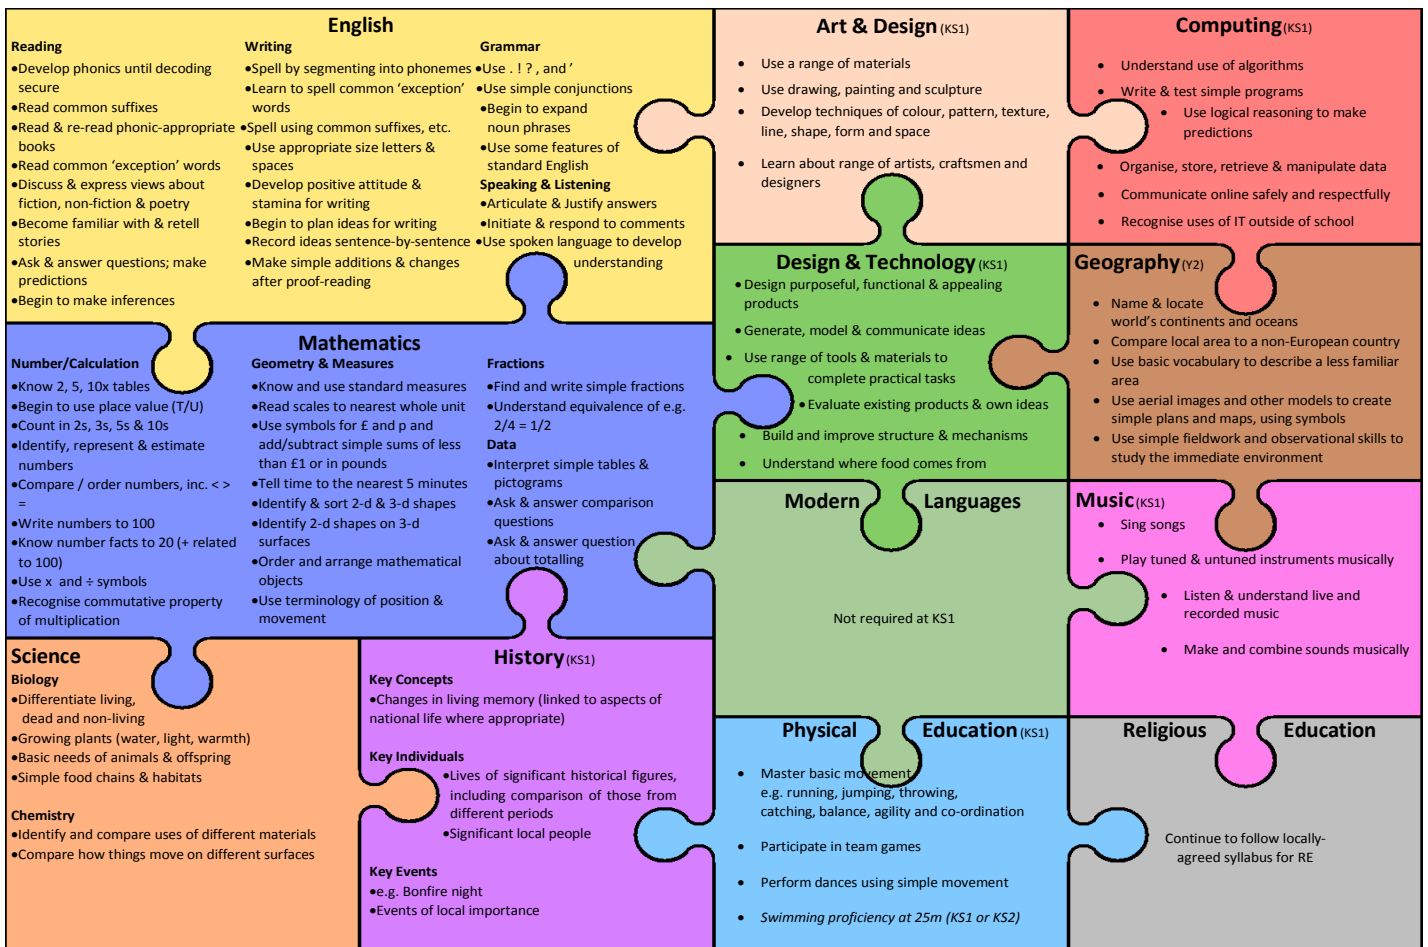 English
Reading
•Develop phonics until decoding
secure
•Read common suffixes
•Read & re-read phonic-appropriate
books
•Read common ‘exception’ words
•Discuss & express views about
fiction, non-fiction & poetry
•Become familiar with & retell
stories
•Ask & answer questions; make
predictions
•Begin to make inferences
Writing
•Spell by segmenting into phonemes
•Learn to spell common ‘exception’
words
•Spell using common suffixes, etc.
•Use appropriate size letters &
spaces
•Develop positive attitude &
stamina for writing
•Begin to plan ideas for writing
•Record ideas sentence-by-sentence
•Make simple additions & changes
after proof-reading
Grammar
•Use . ! ? , and ’
•Use simple conjunctions
•Begin to expand
noun phrases
•Use some features of
standard English
Speaking & Listening
•Articulate & Justify answers
•Initiate & respond to comments
•Use spoken language to develop
understanding
Art & Design (KS1)
• Use a range of materials
• Use drawing, painting and sculpture
• Develop techniques of colour, pattern, texture,
line, shape, form and space
• Learn about range of artists, craftsmen and
designers
Computing (KS1)
• Understand use of algorithms
• Write & test simple programs
• Use logical reasoning to make
predictions
• Organise, store, retrieve & manipulate data
• Communicate online safely and respectfully
• Recognise uses of IT outside of school
Mathematics
Number/Calculation
•Know 2, 5, 10x tables
•Begin to use place value (T/U)
•Count in 2s, 3s, 5s & 10s
•Identify, represent & estimate
numbers
•Compare / order numbers, inc. < >
=
•Write numbers to 100
•Know number facts to 20 (+ related
to 100)
•Use x and ÷ symbols
•Recognise commutative property
of multiplication
Geometry & Measures
•Know and use standard measures
•Read scales to nearest whole unit
•Use symbols for £ and p and
add/subtract simple sums of less
than £1 or in pounds
•Tell time to the nearest 5 minutes
•Identify & sort 2-d & 3-d shapes
•Identify 2-d shapes on 3-d
surfaces
•Order and arrange mathematical
objects
•Use terminology of position &
movement
Fractions
•Find and write simple fractions
•Understand equivalence of e.g.
2/4 = 1/2
Data
•Interpret simple tables &
pictograms
•Ask & answer comparison
questions
•Ask & answer question
about totalling
Design & Technology (KS1)
• Design purposeful, functional & appealing
products
• Generate, model & communicate ideas
• Use range of tools & materials to
complete practical tasks
• Evaluate existing products & own ideas
• Build and improve structure & mechanisms
• Understand where food comes from
Geography (Y2)
• Name & locate
world’s continents and oceans
• Compare local area to a non-European country
• Use basic vocabulary to describe a less familiar
area
• Use aerial images and other models to create
simple plans and maps, using symbols
• Use simple fieldwork and observational skills to
study the immediate environment
Modern Languages
Not required at KS1
Music (KS1)
• Sing songs
• Play tuned & untuned instruments musically
• Listen & understand live and
recorded music
• Make and combine sounds musically
Science
Biology
•Differentiate living,
dead and non-living
•Growing plants (water, light, warmth)
•Basic needs of animals & offspring
•Simple food chains & habitats
Chemistry
•Identify and compare uses of different materials
•Compare how things move on different surfaces
History (KS1)
Key Concepts
•Changes in living memory (linked to aspects of
national life where appropriate)
Key Individuals
•Lives of significant historical figures,
including comparison of those from
different periods
•Significant local people
Key Events
•e.g. Bonfire night
•Events of local importance
Physical Education (KS1)
• Master basic movement,
e.g. running, jumping, throwing,
catching, balance, agility and co-ordination
• Participate in team games
• Perform dances using simple movement
• Swimming proficiency at 25m (KS1 or KS2)
Religious Education
Continue to follow locally-
agreed syllabus for RE